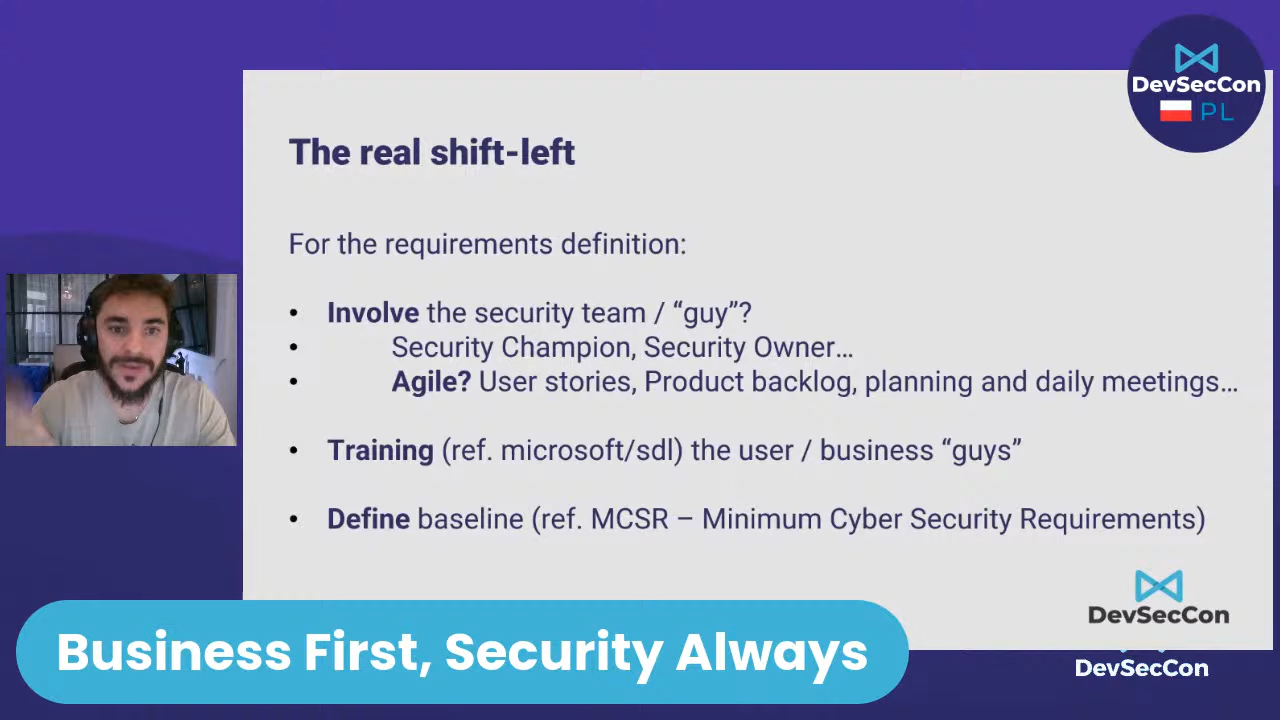 DevSecCon
PL
The real shift-left
For the requirements definition:
• Involve the security team / “guy”?
• Security Champion, Security Owner…
• Agile? User stories, Product backlog, planning and daily meetings…
• Training (ref. microsoft/sdl) the user / business “guys”
• Define baseline (ref. MCSR – Minimum Cyber Security Requirements)
DevSecCon
Business First, Security Always
DevSecCon